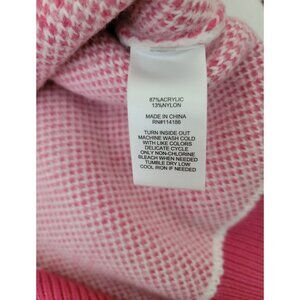 87%ACRYLIC
13%NYLON
MADE IN CHINA
RN#114186
TURN INSIDE OUT
MACHINE WASH COLD
WITH LIKE COLORS
DELICATE CYCLE
ONLY NON-CHLORINE
BLEACH WHEN NEEDED
TUMBLE DRY LOW
COOL IRON IF NEEDED